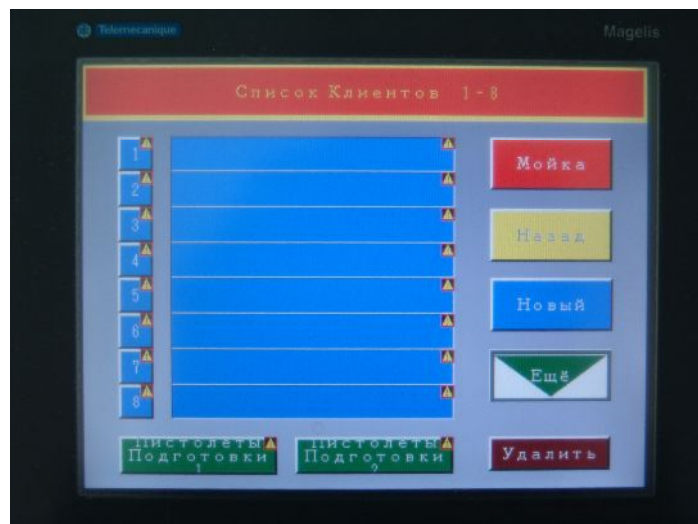 Telemecanique
Magelis
Список Клиентов 1-8
1
Мойка
2
3
Назад
4
5
Новый
6
7
Ещё
8
Пистолеты
Подготовки
1
Пистолеты
Подготовки
2
Удалить